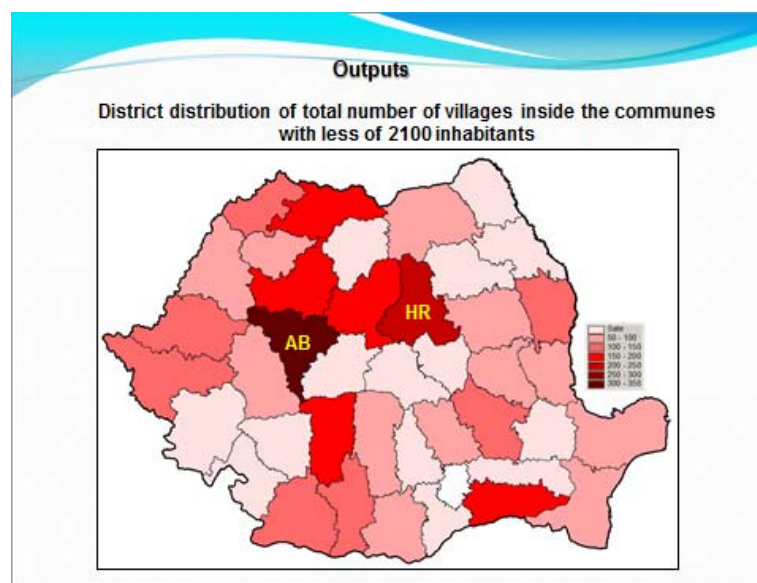 Outputs
District distribution of total number of villages inside the communes
with less of 2100 inhabitants
HR
AB
Sate
50 - 100
100 - 150
150 - 200
200 - 250
250 - 300
300 - 350